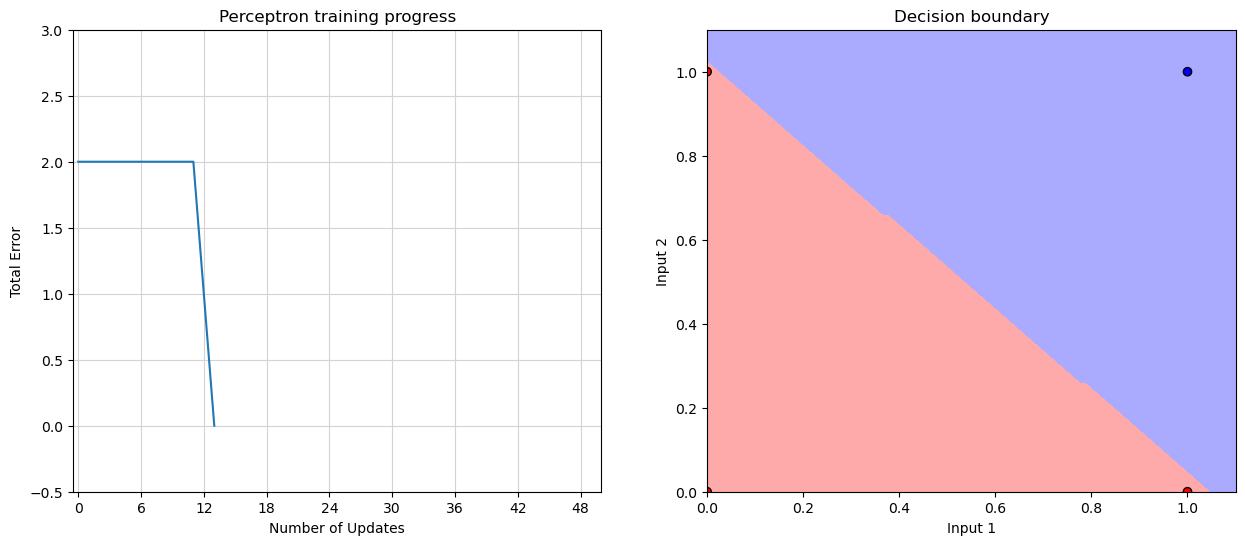 Perceptron training progress
3.0
2.5
2.0
1.5
1.0
0.5
0.0
−0.5
Total Error
0 6 12 18 24 30 36 42 48
Number of Updates
Decision boundary
1.0
0.8
0.6
0.4
0.2
0.0
Input 2
0.0 0.2 0.4 0.6 0.8 1.0
Input 1